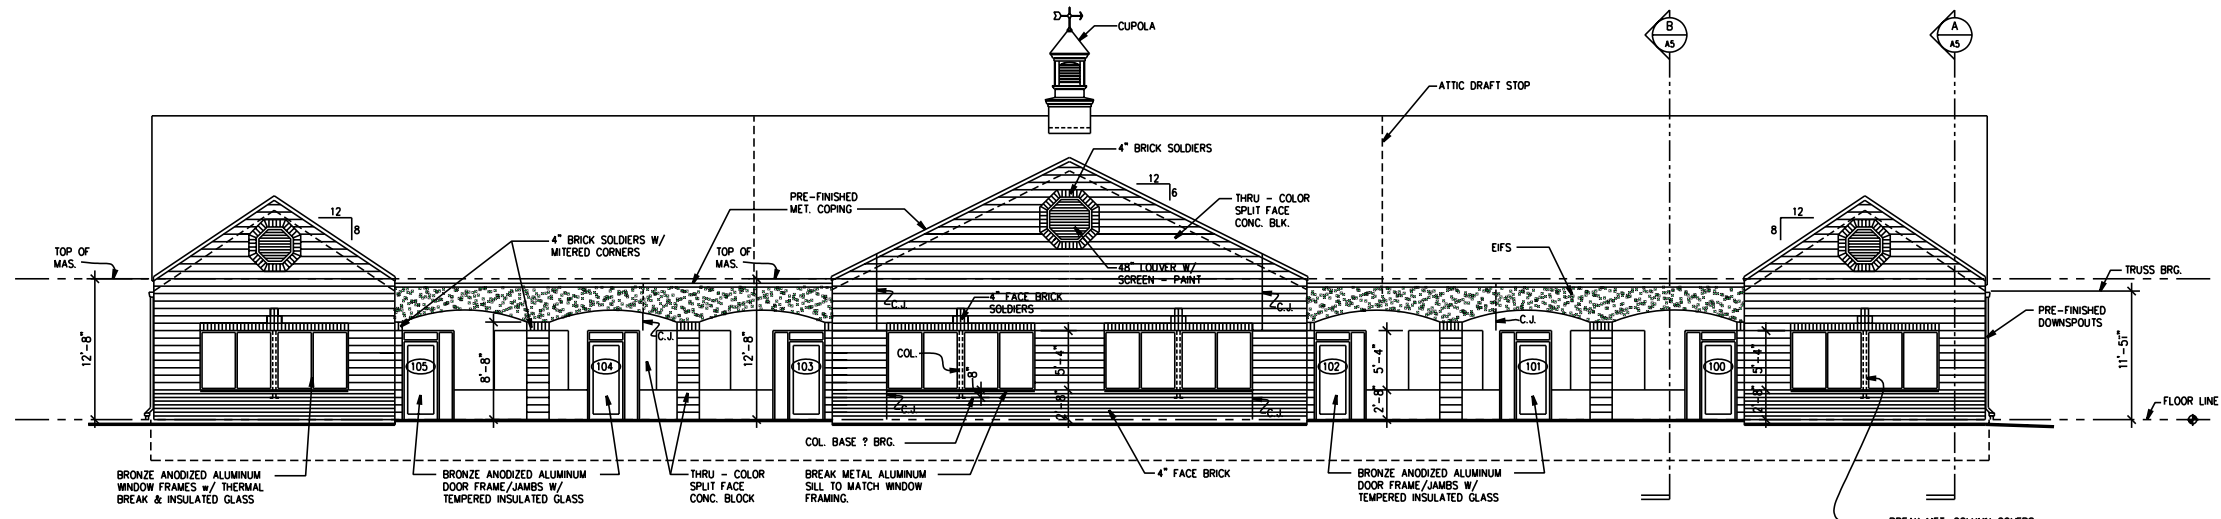 CUPOLA
B
A5
A
A5
ATTIC DRAFT STOP
4" BRICK SOLDIERS
12
6
PRE-FINISHED
MET. COPING
THRU - COLOR
SPLIT FACE
CONC. BLK.
12
8
12
8
4" BRICK SOLDIERS W/
MITERED CORNERS
TOP OF
MAS.
TOP OF
MAS.
EIFS
48" LOUVER W/
SCREEN - PAINT
TRUSS BRG.
4" FACE BRICK
SOLDIERS
C.J.
C.J.
C.J.
C.J.
PRE-FINISHED
DOWNSPOUTS
12'-8"
8'-8"
12'-8"
COL.
8"
5'-4"
5'-4"
5'-4"
105
104
103
102
101
100
2'-8"
2'-8"
2'-8"
C.J.
C.J.
FLOOR LINE
COL. BASE ? BRG.
BRONZE ANODIZED ALUMINUM
WINDOW FRAMES w/ THERMAL
BREAK & INSULATED GLASS
BRONZE ANODIZED ALUMINUM
DOOR FRAME/JAMBS W/
TEMPERED INSULATED GLASS
THRU - COLOR
SPLIT FACE
CONC. BLOCK
BREAK METAL ALUMINUM
SILL TO MATCH WINDOW
FRAMING.
4" FACE BRICK
BRONZE ANODIZED ALUMINUM
DOOR FRAME/JAMBS W/
TEMPERED INSULATED GLASS